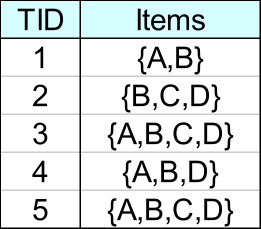 TID Items
1 {A,B}
2 {B,C,D}
3 {A,B,C,D}
4 {A,B,D}
5 {A,B,C,D}